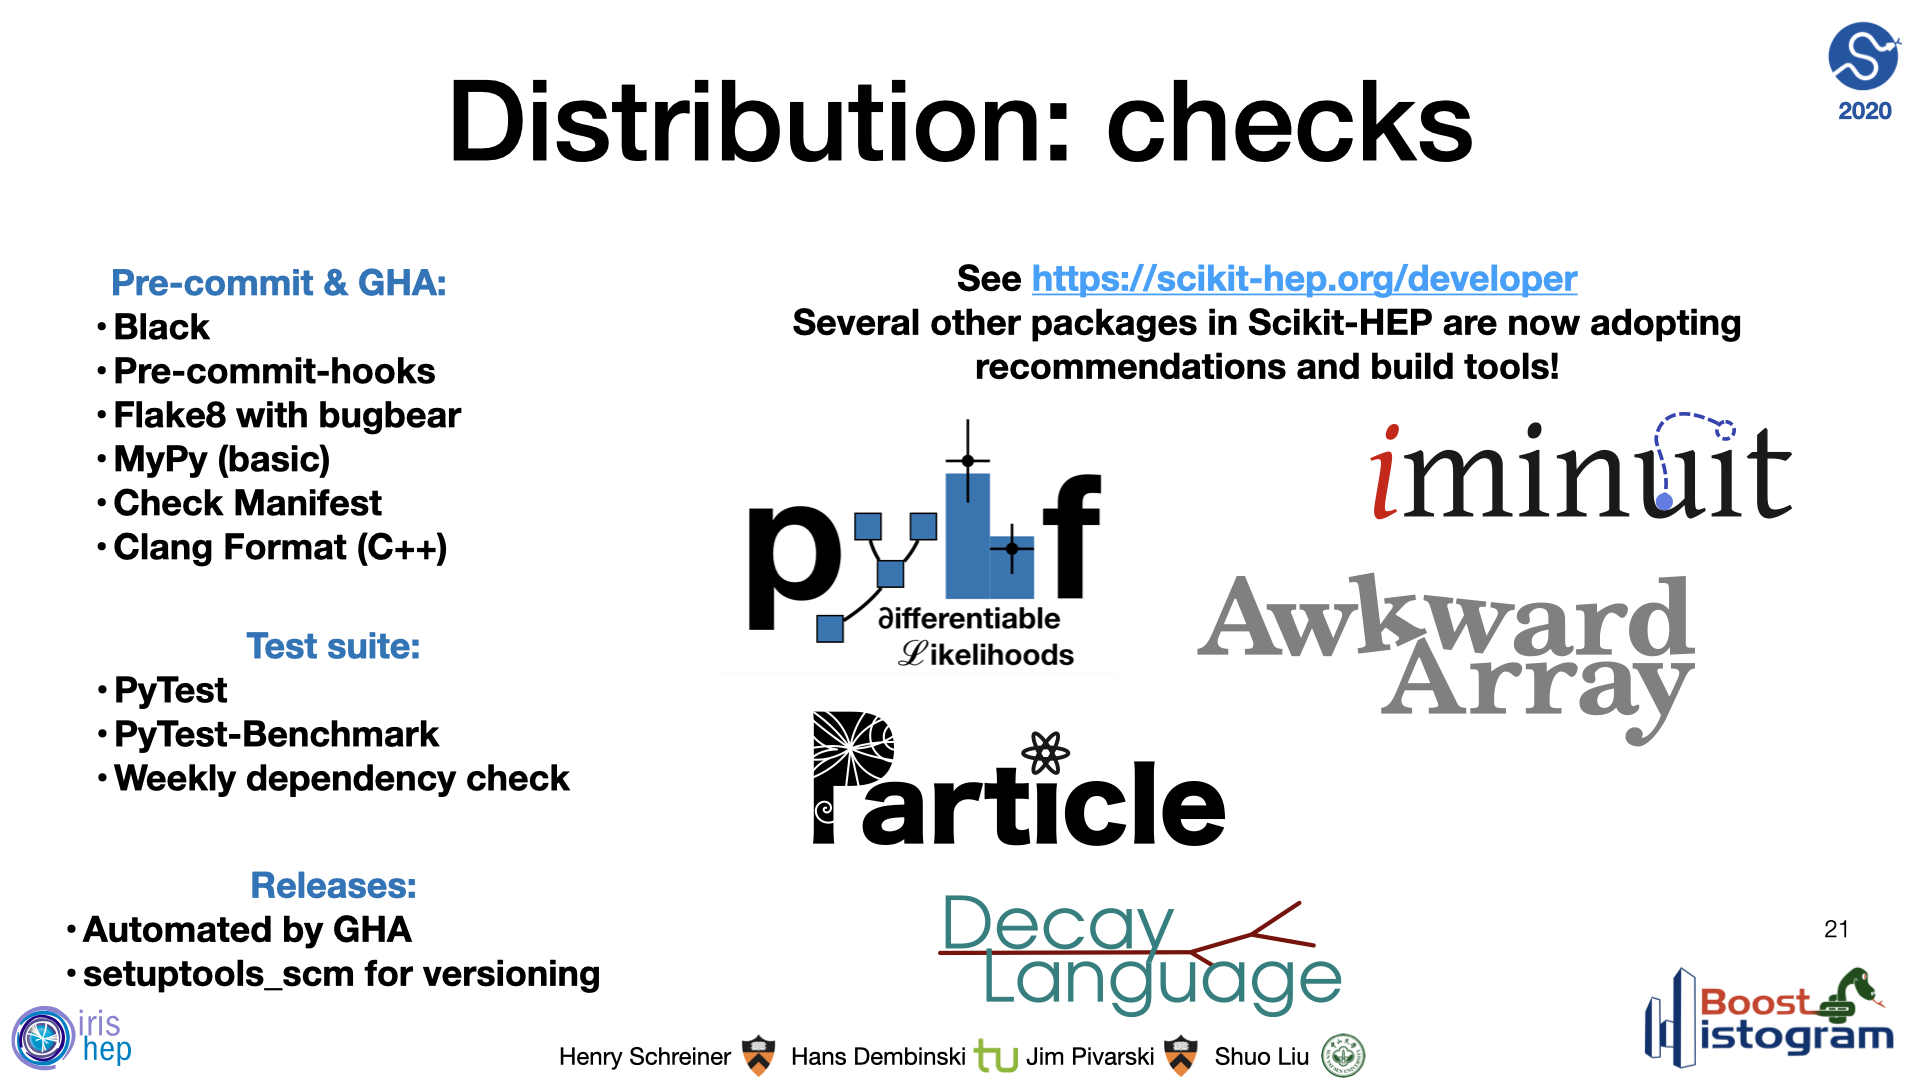 2020
Distribution: checks
Pre-commit & GHA:
• Black
• Pre-commit-hooks
• Flake8 with bugbear
• MyPy (basic)
• Check Manifest
• Clang Format (C++)
Test suite:
• PyTest
• PyTest-Benchmark
• Weekly dependency check
Releases:
• Automated by GHA
• setuptools_scm for versioning
See https://scikit-hep.org/developer
Several other packages in Scikit-HEP are now adopting
recommendations and build tools!
pyhf
∂ifferentiable
ℒikelihoods
iminuit
Awkward
Array
Particle
Decay
Language
21
iris
hep
Henry Schreiner Hans Dembinski tu Jim Pivarski Shuo Liu
Boost
Histogram